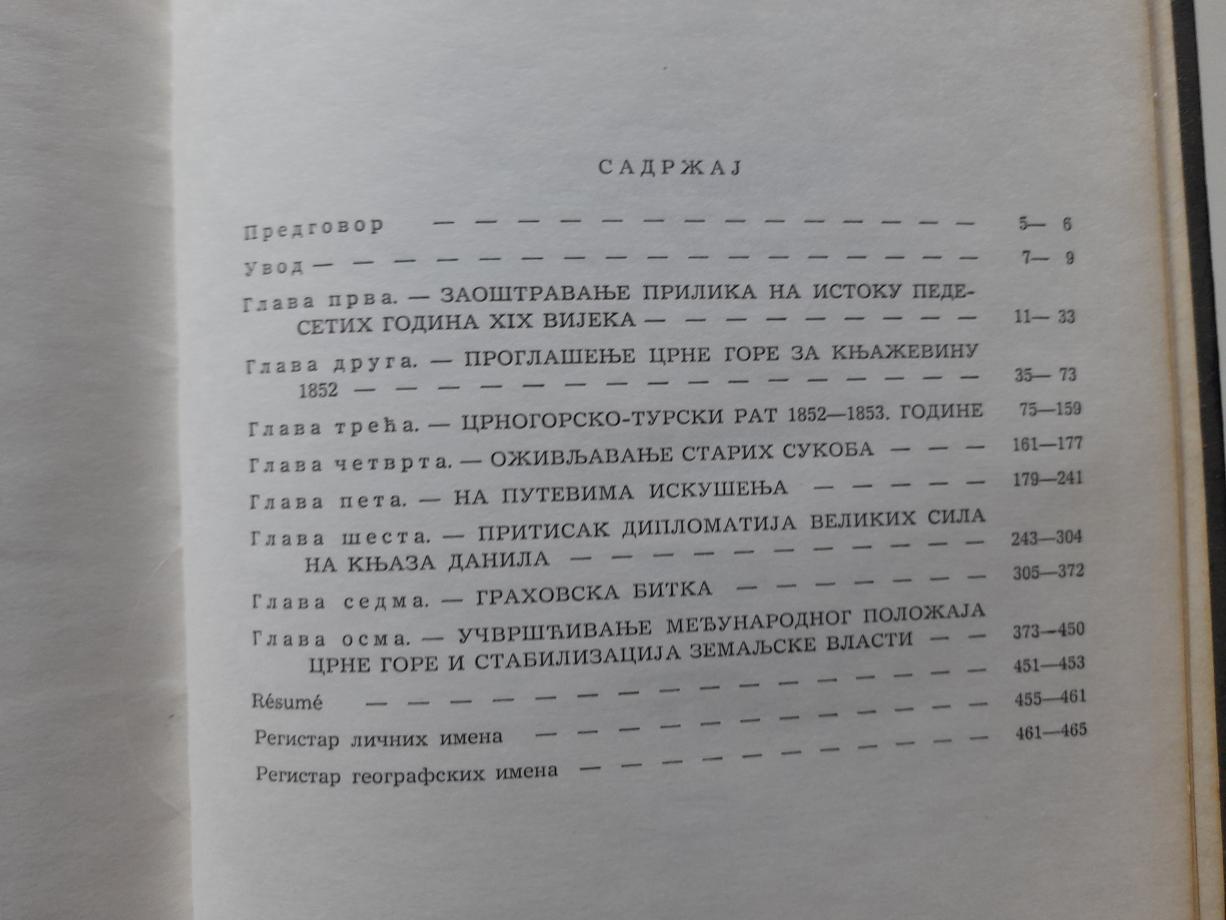 САДРЖАЈ
Предговор — — — — — — — — — — — — — — 5— 6
Увод — — — — — — — — — — — — — — — — — 7— 9
Глава прва. — ЗАОШТРАВАЊЕ ПРИЛИКА НА ИСТОКУ ПЕДЕ-
СЕТИХ ГОДИНА XIX ВИЈЕКА — — — — — — — — — 11— 33
Глава друга. — ПРОГЛАШЕЊЕ ЦРНЕ ГОРЕ ЗА КЊАЖЕВИНУ
1852 — — — — — — — — — — — — — — — — 35— 73
Глава трећа. — ЦРНОГОРСКО-ТУРСКИ РАТ 1852—1853. ГОДИНЕ 75—159
Глава четврта. — ОЖИВЉАВАЊЕ СТАРИХ СУКОБА — — — 161—177
Глава пета. — НА ПУТЕВИМА ИСКУШЕЊА — — — — — 179—241
Глава шеста. — ПРИТИСАК ДИПЛОМАТИЈА ВЕЛИКИХ СИЛА
НА КЊАЗА ДАНИЛА — — — — — — — — — — — 243—304
Глава седма. — ГРАХОВСКА БИТКА — — — — — — — 305—372
Глава осма. — УЧВРШЋИВАЊЕ МЕЂУНАРОДНОГ ПОЛОЖАЈА
ЦРНЕ ГОРЕ И СТАБИЛИЗАЦИЈА ЗЕМАЉСКЕ ВЛАСТИ — — 373—450
Résumé — — — — — — — — — — — — — — — — 451—453
Регистар личних имена — — — — — — — — — — — — 455—461
Регистар географских имена — — — — — — — — — — — 461—465